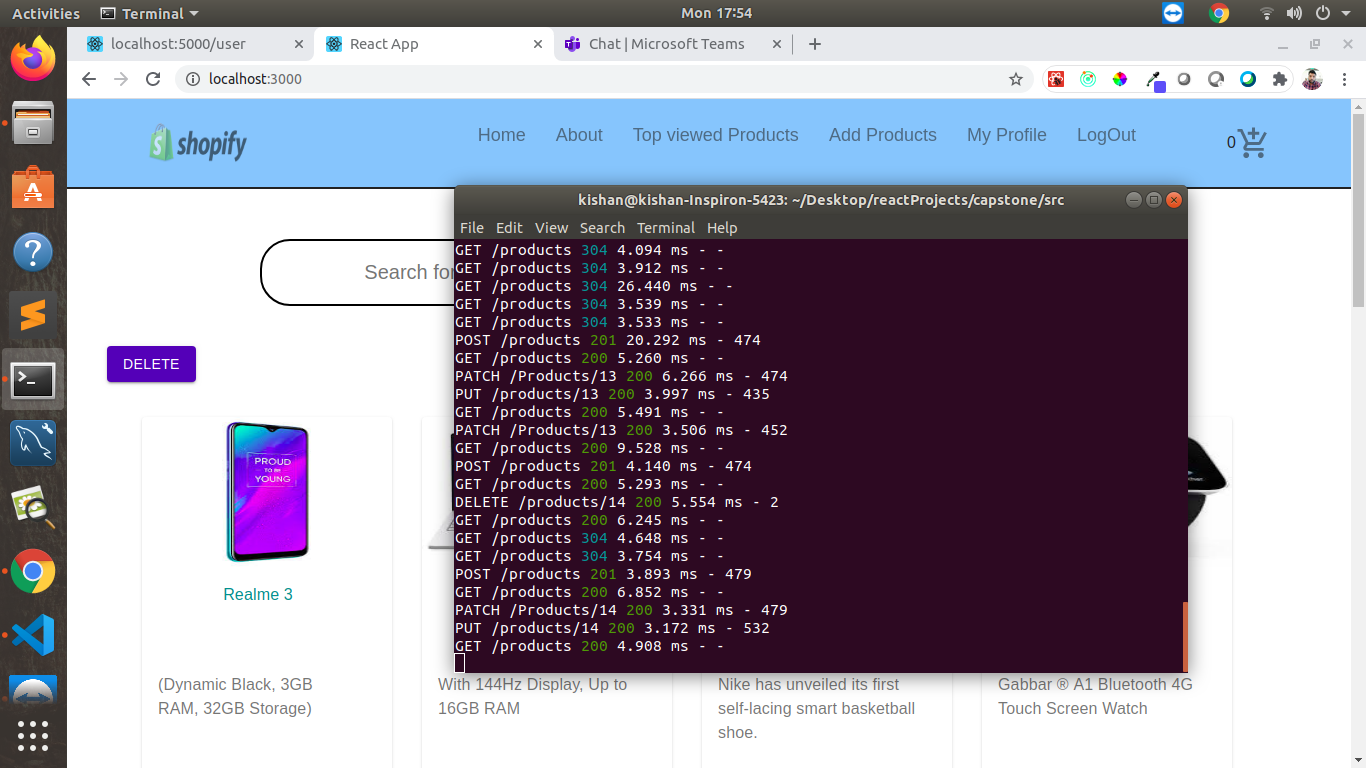 Activities Terminal Mon 17:54
localhost:5000/user React App Chat | Microsoft Teams
localhost:3000
shopify Home About Top viewed Products Add Products My Profile LogOut 0
kishan@kishan-Inspiron-5423: ~/Desktop/reactProjects/capstone/src
File Edit View Search Terminal Help
Search for
GET /products 304 4.094 ms - -
GET /products 304 3.912 ms - -
GET /products 304 26.440 ms - -
GET /products 304 3.539 ms - -
GET /products 304 3.533 ms - -
POST /products 201 20.292 ms - 474
GET /products 200 5.260 ms - -
PATCH /Products/13 200 6.266 ms - 474
PUT /products/13 200 3.997 ms - 435
GET /products 200 5.491 ms - -
PATCH /Products/13 200 3.506 ms - 452
GET /products 200 9.528 ms - -
POST /products 201 4.140 ms - 474
GET /products 200 5.293 ms - -
DELETE /products/14 200 5.554 ms - 2
GET /products 200 6.245 ms - -
GET /products 304 4.648 ms - -
GET /products 304 3.754 ms - -
POST /products 201 3.893 ms - 479
GET /products 200 6.852 ms - -
PATCH /Products/14 200 3.331 ms - 479
PUT /products/14 200 3.172 ms - 532
GET /products 200 4.908 ms - -
DELETE
PROUD
TO BE
YOUNG
Realme 3
(Dynamic Black, 3GB
RAM, 32GB Storage)
With 144Hz Display, Up to
16GB RAM
Nike has unveiled its first
self-lacing smart basketball
shoe.
Gabbar ® A1 Bluetooth 4G
Touch Screen Watch